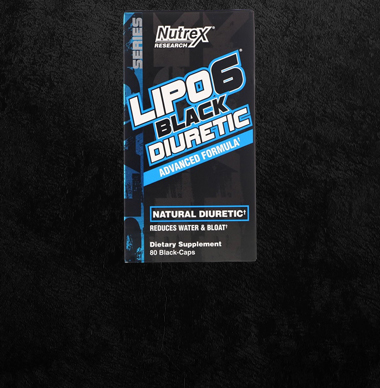 SERIES
Nutrex
RESEARCH
LIPO6
BLACK
DIURETIC
ADVANCED FORMULA†
NATURAL DIURETIC†
REDUCES WATER & BLOAT†
Dietary Supplement
80 Black-Caps